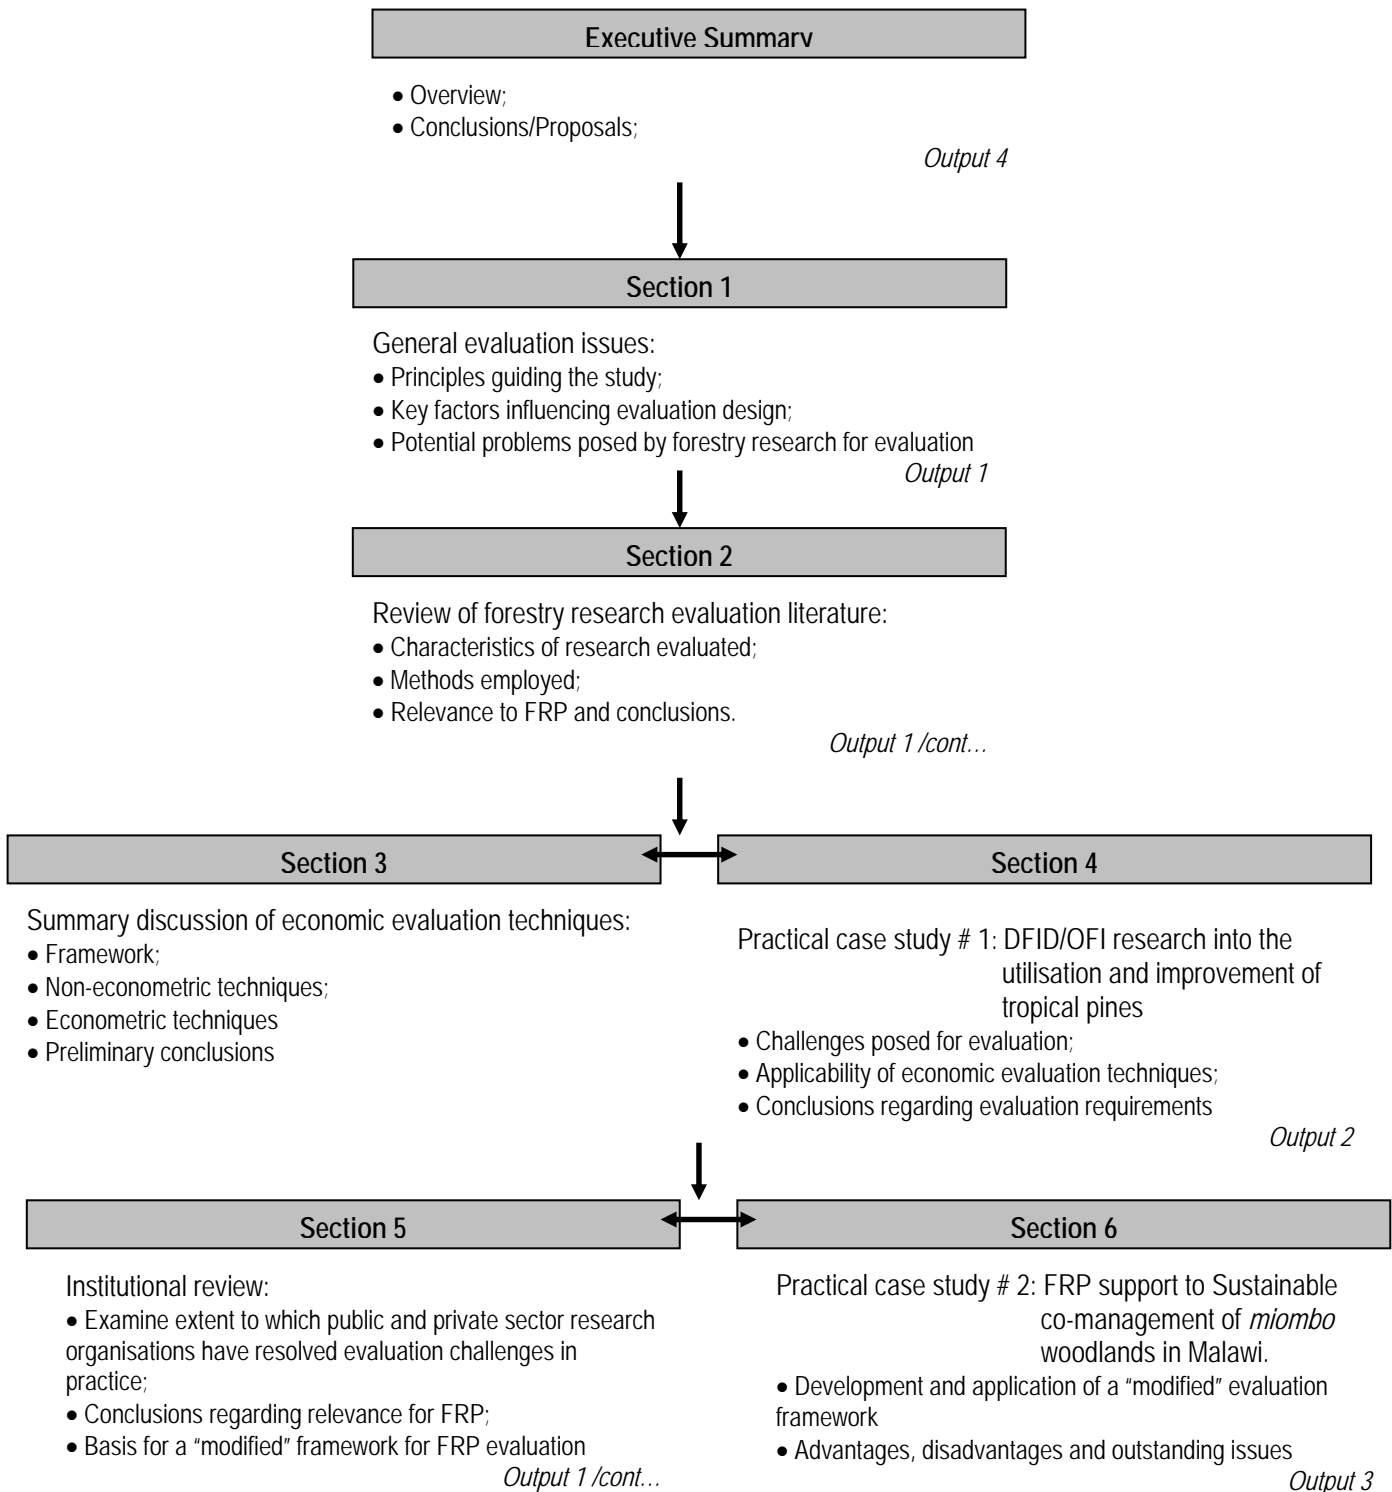 Executive Summary
• Overview;
• Conclusions/Proposals;
Output 4
Section 1
General evaluation issues:
• Principles guiding the study;
• Key factors influencing evaluation design;
• Potential problems posed by forestry research for evaluation
Output 1
Section 2
Review of forestry research evaluation literature:
• Characteristics of research evaluated;
• Methods employed;
• Relevance to FRP and conclusions.
Output 1 /cont…
Section 3
Summary discussion of economic evaluation techniques:
• Framework;
• Non-econometric techniques;
• Econometric techniques
• Preliminary conclusions
Section 4
Practical case study # 1: DFID/OFI research into the
utilisation and improvement of
tropical pines
• Challenges posed for evaluation;
• Applicability of economic evaluation techniques;
• Conclusions regarding evaluation requirements
Output 2
Section 5
Institutional review:
• Examine extent to which public and private sector research
organisations have resolved evaluation challenges in
practice;
• Conclusions regarding relevance for FRP;
• Basis for a “modified” framework for FRP evaluation
Output 1 /cont…
Section 6
Practical case study # 2: FRP support to Sustainable
co-management of miombo
woodlands in Malawi.
• Development and application of a “modified” evaluation
framework
• Advantages, disadvantages and outstanding issues
Output 3